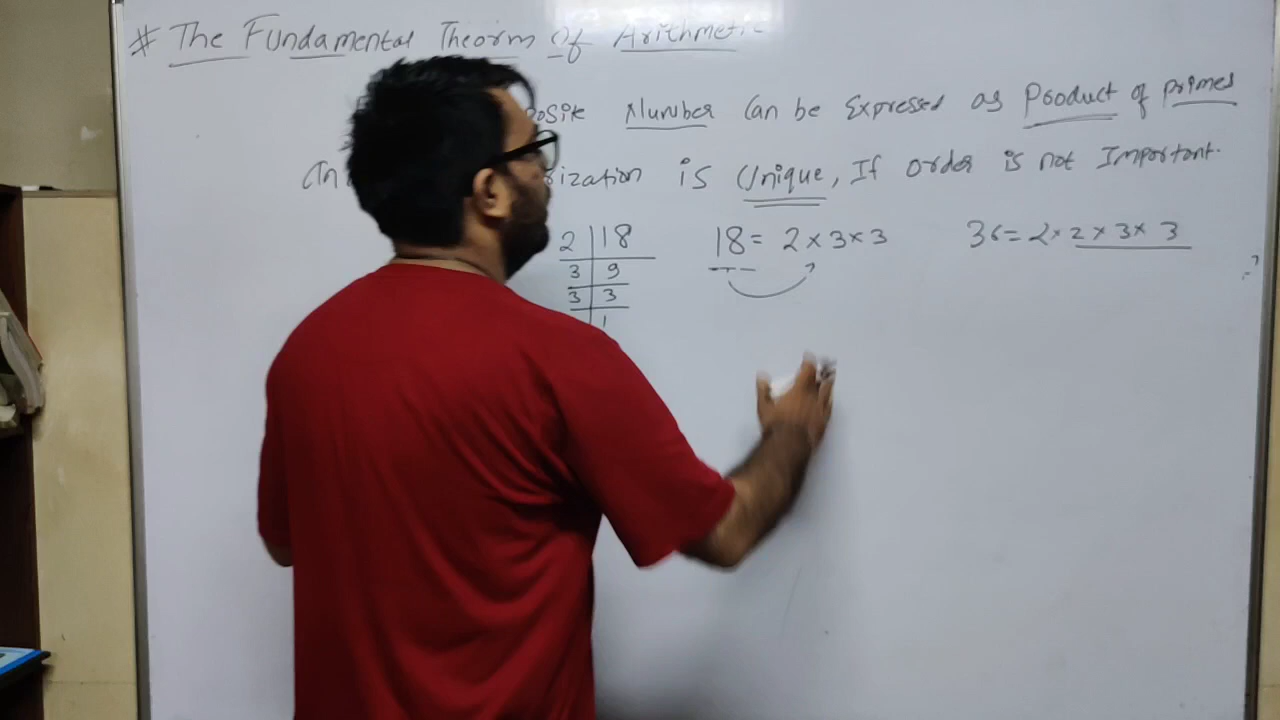 # The Fundamental Theorm Of Arithmetic
Number Can be Expressed as Product of primes
is Unique, If order is not Important.
2 | 18
3 | 9
3 | 3
1
18 = 2 × 3 × 3
36 = 2 × 2 × 3 × 3